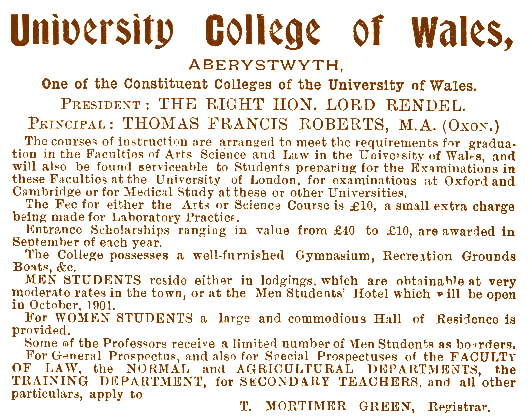 University College of Wales,
ABERYSTWYTH,
One of the Constituent Colleges of the University of Wales.
PRESIDENT: THE RIGHT HON. LORD RENDEL.
PRINCIPAL: THOMAS FRANCIS ROBERTS, M.A. (OXON.)
The courses of instruction are arranged to meet the requirements for gradua-
tion in the Faculties of Arts Science and Law in the University of Wales, and
will also be found serviceable to Students preparing for the Examinations in
these Faculties at the University of London, for examinations at Oxford and
Cambridge or for Medical Study at these or other Universities.
The Fee for either the Arts or Science Course is £10, a small extra charge
being made for Laboratory Practice.
Entrance Scholarships ranging in value from £40 to £10, are awarded in
September of each year.
The College possesses a well-furnished Gymnasium, Recreation Grounds
Boats, &c.
MEN STUDENTS reside either in lodgings, which are obtainable at very
moderate rates in the town, or at the Men Students' Hotel which will be open
in October, 1901.
For WOMEN STUDENTS a large and commodious Hall of Residence is
provided.
Some of the Professors receive a limited number of Men Students as boarders.
For General Prospectus, and also for Special Prospectuses of the FACULTY
OF LAW, the NORMAL and AGRICULTURAL DEPARTMENTS, the
TRAINING DEPARTMENT, for SECONDARY TEACHERS, and all other
particulars, apply to
T. MORTIMER GREEN, Registrar.